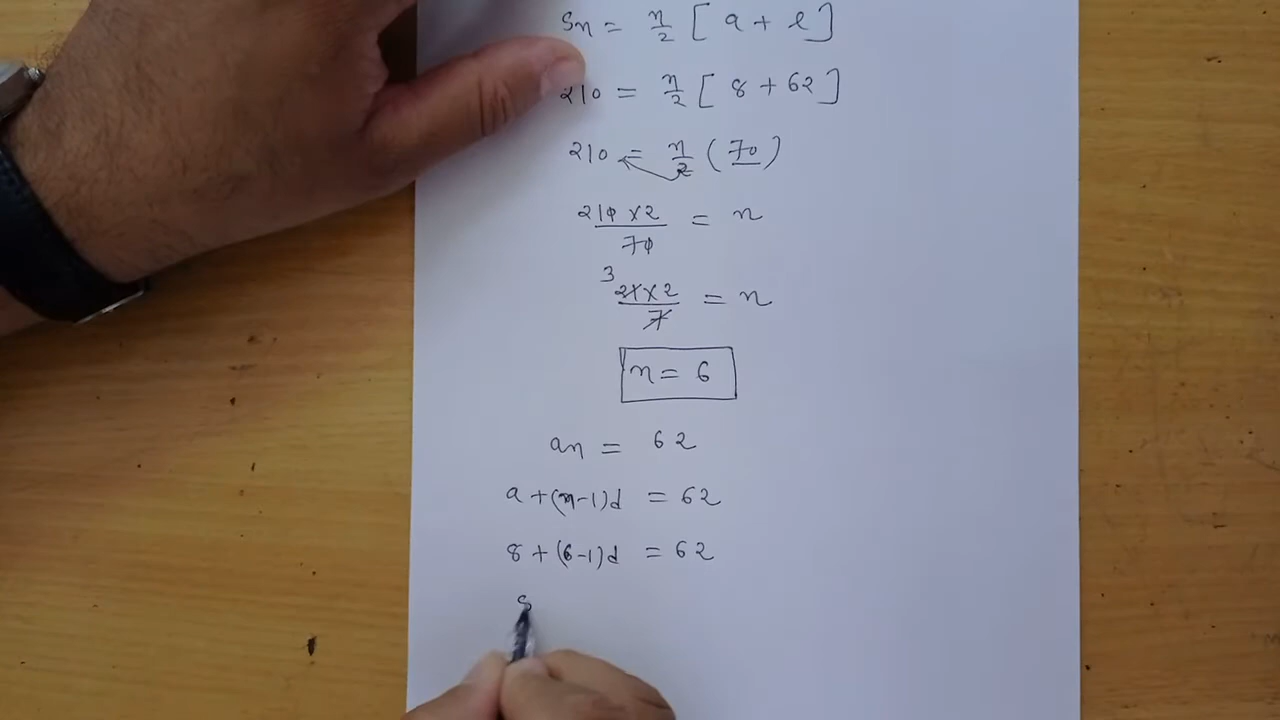 Sn = n/2 [ a + l ]
210 = n/2 [ 8 + 62 ]
210 = n/2 ( 70 )
210 × 2 / 70 = n
3
21 × 2 / 7 = n
n = 6
an = 62
a + (n-1)d = 62
8 + (6-1)d = 62